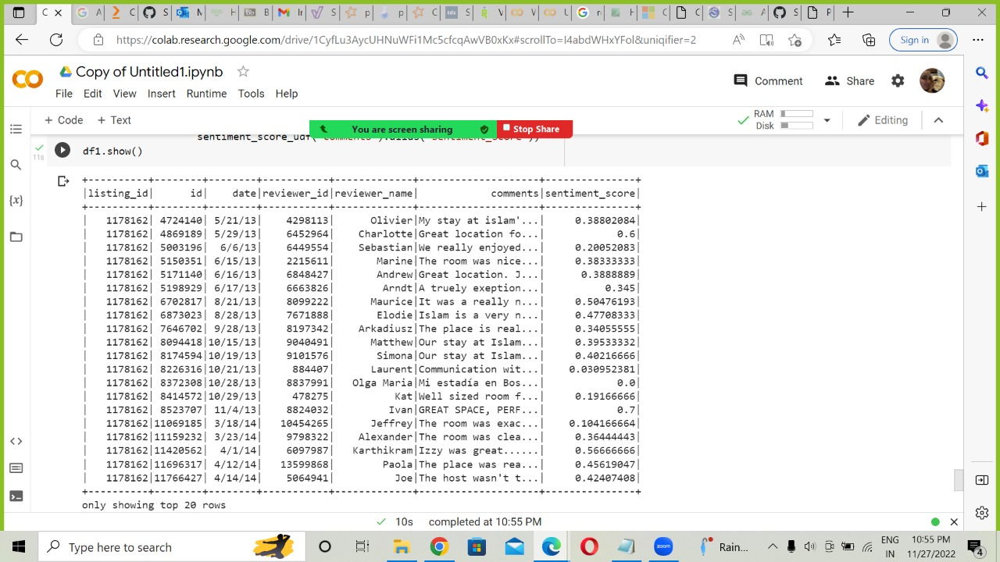 https://colab.research.google.com/drive/1CyfLu3AycUHNuWFi1Mc5cfcqAwVB0xKx#scrollTo=I4abdWHxYFoI&uniqifier=2
Sign in
Copy of Untitled1.ipynb
Comment
Share
File Edit View Insert Runtime Tools Help
+ Code + Text
You are screen sharing
Stop Share
RAM
Disk
Editing
sentiment_score_udf("comments").alias("sentiment_score"))
11s
df1.show()
+----------+--------+--------+-----------+-------------+--------------------+---------------+
|listing_id| id| date|reviewer_id|reviewer_name| comments|sentiment_score|
+----------+--------+--------+-----------+-------------+--------------------+---------------+
| 1178162| 4724140| 5/21/13| 4298113| Olivier|My stay at islam'...| 0.38802084|
| 1178162| 4869189| 5/29/13| 6452964| Charlotte|Great location fo...| 0.6|
| 1178162| 5003196| 6/6/13| 6449554| Sebastian|We really enjoyed...| 0.20052083|
| 1178162| 5150351| 6/15/13| 2215611| Marine|The room was nice...| 0.38333333|
| 1178162| 5171140| 6/16/13| 6848427| Andrew|Great location. J...| 0.3888889|
| 1178162| 5198929| 6/17/13| 6663826| Arndt|A truely exeption...| 0.345|
| 1178162| 6702817| 8/21/13| 8099222| Maurice|It was a really n...| 0.50476193|
| 1178162| 6873023| 8/28/13| 7671888| Elodie|Islam is a very n...| 0.47708333|
| 1178162| 7646702| 9/28/13| 8197342| Arkadiusz|The place is real...| 0.34055555|
| 1178162| 8094418|10/15/13| 9040491| Matthew|Our stay at Islam...| 0.39533332|
| 1178162| 8174594|10/19/13| 9101576| Simona|Our stay at Islam...| 0.40216666|
| 1178162| 8226316|10/21/13| 884407| Laurent|Communication wit...| 0.030952381|
| 1178162| 8372308|10/28/13| 8837991| Olga Maria|Mi estadía en Bos...| 0.0|
| 1178162| 8414572|10/29/13| 478275| Kat|Well sized room f...| 0.19166666|
| 1178162| 8523707| 11/4/13| 8824032| Ivan|GREAT SPACE, PERF...| 0.7|
| 1178162|11069185| 3/18/14| 10454265| Jeffrey|The room was exac...| 0.104166664|
| 1178162|11159232| 3/23/14| 9798322| Alexander|The room was clea...| 0.36444443|
| 1178162|11420562| 4/1/14| 6097987| Karthikram|Izzy was great......| 0.56666666|
| 1178162|11696317| 4/12/14| 13599868| Paola|The place was rea...| 0.45619047|
| 1178162|11766427| 4/14/14| 5064941| Joe|The host wasn't t...| 0.42407408|
+----------+--------+--------+-----------+-------------+--------------------+---------------+
only showing top 20 rows
10s completed at 10:55 PM
Type here to search
zoom
Rain...
ENG
IN
10:55 PM
11/27/2022
4